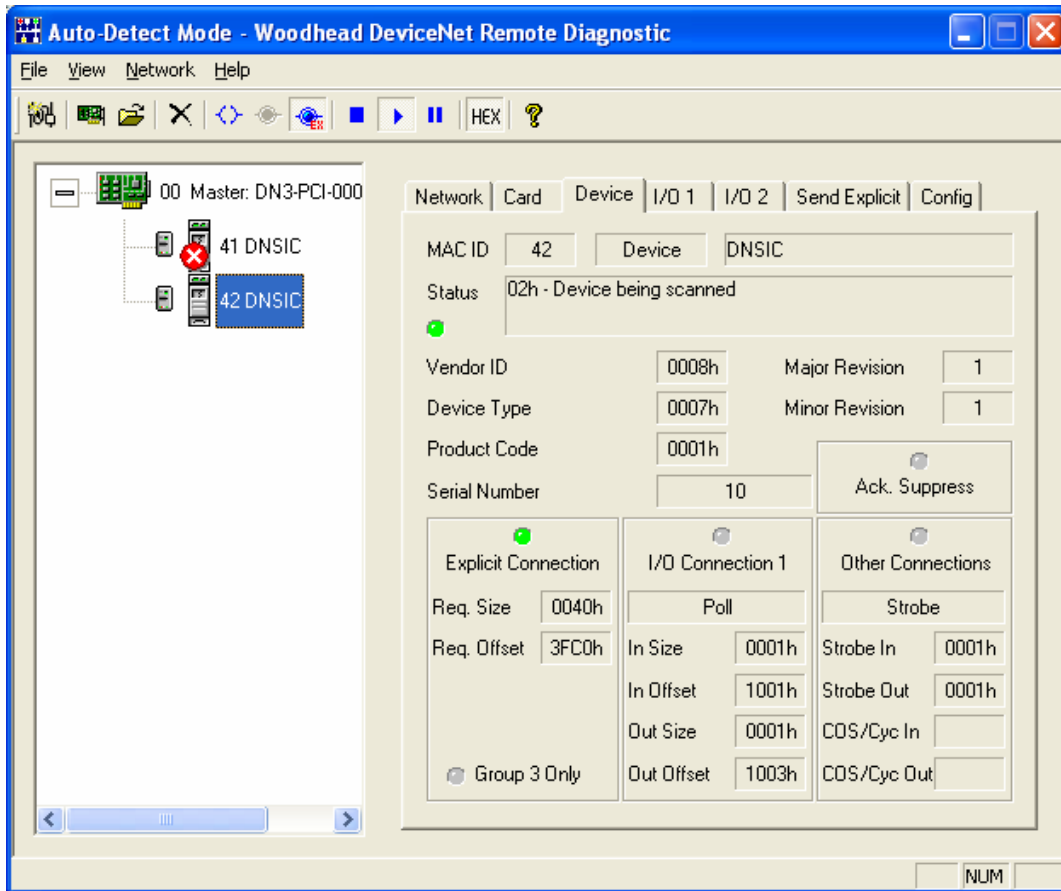 Auto-Detect Mode - Woodhead DeviceNet Remote Diagnostic
File View Network Help
HEX
00 Master: DN3-PCI-000
41 DNSIC
42 DNSIC
Network Card Device I/O 1 I/O 2 Send Explicit Config
MAC ID 42 Device DNSIC
Status 02h - Device being scanned
Vendor ID 0008h Major Revision 1
Device Type 0007h Minor Revision 1
Product Code 0001h
Serial Number 10 Ack. Suppress
Explicit Connection I/O Connection 1 Other Connections
Req. Size 0040h Poll Strobe
Req. Offset 3FC0h In Size 0001h Strobe In 0001h
In Offset 1001h Strobe Out 0001h
Out Size 0001h COS/Cyc In
Group 3 Only Out Offset 1003h COS/Cyc Out
NUM